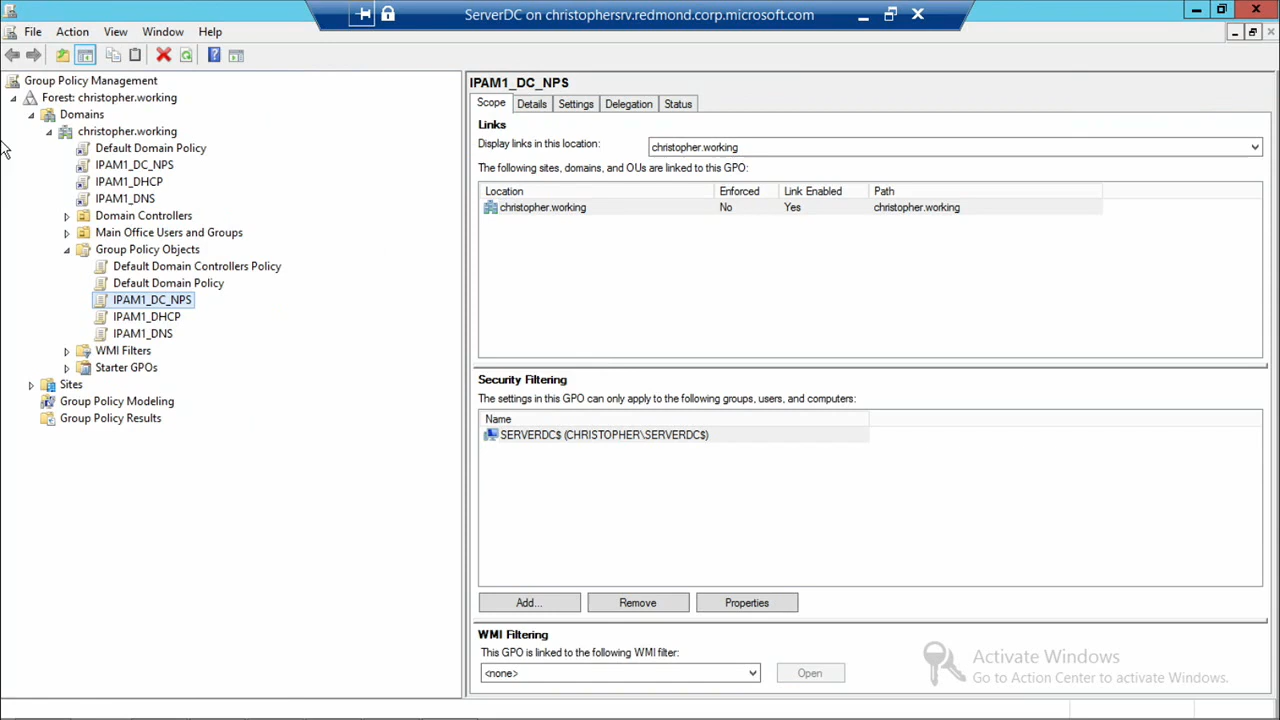 ServerDC on christophersrv.redmond.corp.microsoft.com
File Action View Window Help
Group Policy Management
Forest: christopher.working
Domains
christopher.working
Default Domain Policy
IPAM1_DC_NPS
IPAM1_DHCP
IPAM1_DNS
Domain Controllers
Main Office Users and Groups
Group Policy Objects
Default Domain Controllers Policy
Default Domain Policy
IPAM1_DC_NPS
IPAM1_DHCP
IPAM1_DNS
WMI Filters
Starter GPOs
Sites
Group Policy Modeling
Group Policy Results
IPAM1_DC_NPS
Scope Details Settings Delegation Status
Links
Display links in this location: christopher.working
The following sites, domains, and OUs are linked to this GPO:
Location Enforced Link Enabled Path
christopher.working No Yes christopher.working
Security Filtering
The settings in this GPO can only apply to the following groups, users, and computers:
Name
SERVERDC$ (CHRISTOPHER\SERVERDC$)
Add... Remove Properties
WMI Filtering
This GPO is linked to the following WMI filter:
<none> Open
Activate Windows
Go to Action Center to activate Windows.